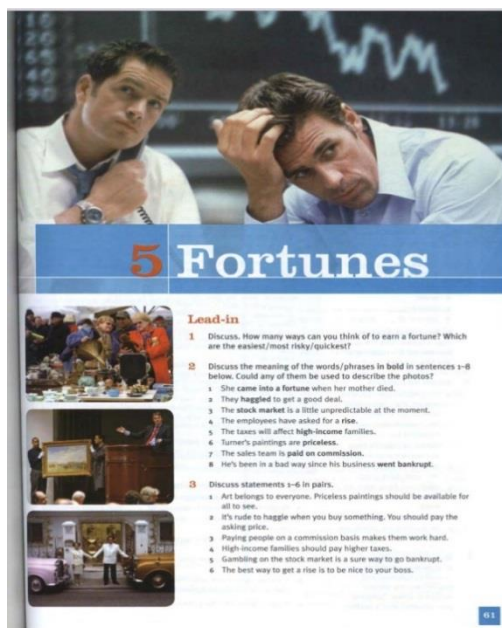 5 Fortunes
Lead-in
1 Discuss. How many ways can you think of to earn a fortune? Which
are the easiest/most risky/quickest?
2 Discuss the meaning of the words/phrases in bold in sentences 1–8
below. Could any of them be used to describe the photos?
1 She came into a fortune when her mother died.
2 They haggled to get a good deal.
3 The stock market is a little unpredictable at the moment.
4 The employees have asked for a rise.
5 The taxes will affect high-income families.
6 Turner's paintings are priceless.
7 The sales team is paid on commission.
8 He's been in a bad way since his business went bankrupt.
3 Discuss statements 1–6 in pairs.
1 Art belongs to everyone. Priceless paintings should be available for
all to see.
2 It's rude to haggle when you buy something. You should pay the
asking price.
3 Paying people on a commission basis makes them work hard.
4 High-income families should pay higher taxes.
5 Gambling on the stock market is a sure way to go bankrupt.
6 The best way to get a rise is to be nice to your boss.
61